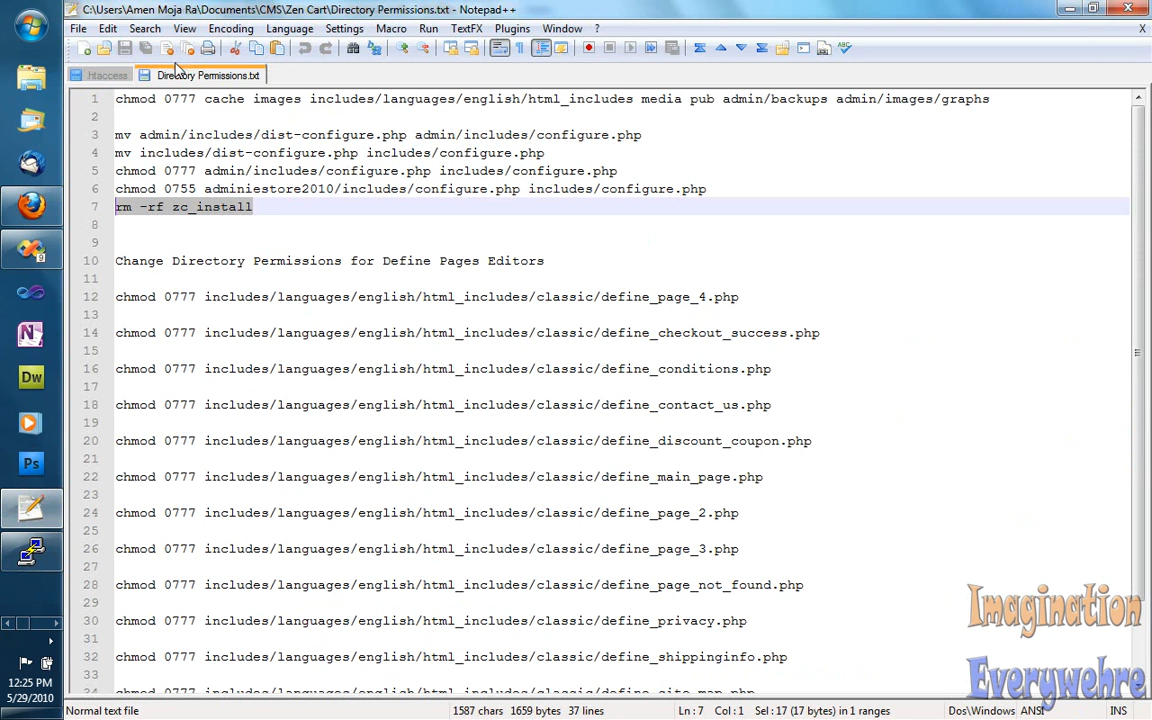 C:\Users\Amen Moja Ra\Documents\CMS\Zen Cart\Directory Permissions.txt - Notepad++
File Edit Search View Encoding Language Settings Macro Run TextFX Plugins Window ? X
.htaccess Directory Permissions.txt
1 chmod 0777 cache images includes/languages/english/html_includes media pub admin/backups admin/images/graphs
2
3 mv admin/includes/dist-configure.php admin/includes/configure.php
4 mv includes/dist-configure.php includes/configure.php
5 chmod 0777 admin/includes/configure.php includes/configure.php
6 chmod 0755 adminiestore2010/includes/configure.php includes/configure.php
7 rm -rf zc_install
8
9
10 Change Directory Permissions for Define Pages Editors
11
12 chmod 0777 includes/languages/english/html_includes/classic/define_page_4.php
13
14 chmod 0777 includes/languages/english/html_includes/classic/define_checkout_success.php
15
16 chmod 0777 includes/languages/english/html_includes/classic/define_conditions.php
17
18 chmod 0777 includes/languages/english/html_includes/classic/define_contact_us.php
19
20 chmod 0777 includes/languages/english/html_includes/classic/define_discount_coupon.php
21
22 chmod 0777 includes/languages/english/html_includes/classic/define_main_page.php
23
24 chmod 0777 includes/languages/english/html_includes/classic/define_page_2.php
25
26 chmod 0777 includes/languages/english/html_includes/classic/define_page_3.php
27
28 chmod 0777 includes/languages/english/html_includes/classic/define_page_not_found.php
29
30 chmod 0777 includes/languages/english/html_includes/classic/define_privacy.php
31
32 chmod 0777 includes/languages/english/html_includes/classic/define_shippinginfo.php
33
34 chmod 0777 includes/languages/english/html_includes/classic/define_site_map.php
Imagination
Everywehre
Dw
Ps
12:25 PM
5/29/2010
Normal text file 1587 chars 1659 bytes 37 lines Ln : 7 Col : 1 Sel : 17 (17 bytes) in 1 ranges Dos\Windows ANSI INS